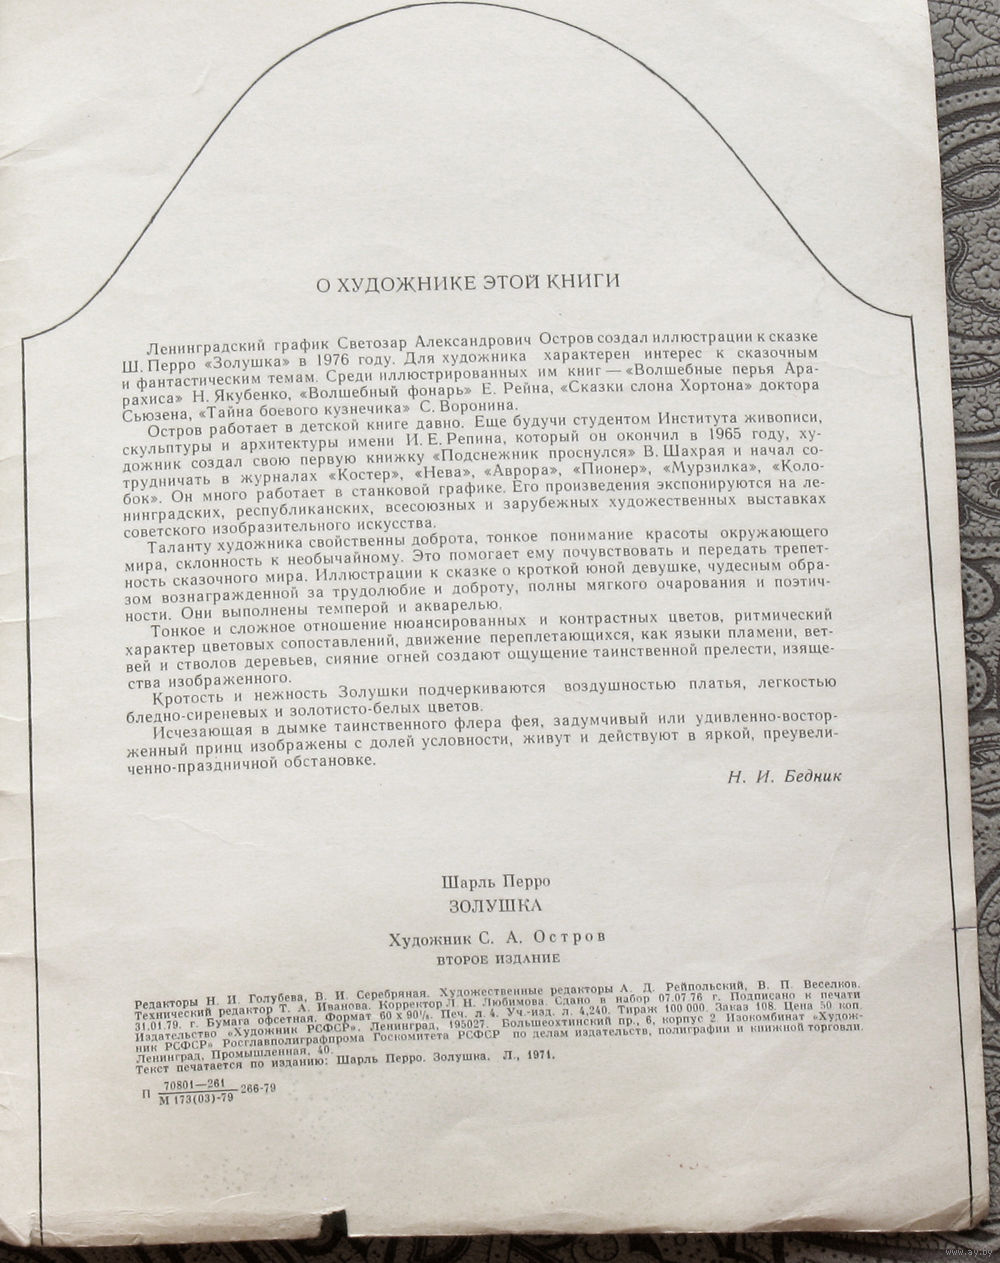 О ХУДОЖНИКЕ ЭТОЙ КНИГИ
Ленинградский график Светозар Александрович Остров создал иллюстрации к сказке
Ш. Перро «Золушка» в 1976 году. Для художника характерен интерес к сказочным
и фантастическим темам. Среди иллюстрированных им книг — «Волшебные перья Ара-
рахиса» Н. Якубенко, «Волшебный фонарь» Е. Рейна, «Сказки слона Хортона» доктора
Сьюзена, «Тайна боевого кузнечика» С. Воронина.
Остров работает в детской книге давно. Еще будучи студентом Института живописи,
скульптуры и архитектуры имени И. Е. Репина, который он окончил в 1965 году, ху-
дожник создал свою первую книжку «Подснежник проснулся» В. Шахрая и начал со-
трудничать в журналах «Костер», «Нева», «Аврора», «Пионер», «Мурзилка», «Коло-
бок». Он много работает в станковой графике. Его произведения экспонируются на ле-
нинградских, республиканских, всесоюзных и зарубежных художественных выставках
советского изобразительного искусства.
Таланту художника свойственны доброта, тонкое понимание красоты окружающего
мира, склонность к необычайному. Это помогает ему почувствовать и передать трепет-
ность сказочного мира. Иллюстрации к сказке о кроткой юной девушке, чудесным обра-
зом вознагражденной за трудолюбие и доброту, полны мягкого очарования и поэтич-
ности. Они выполнены темперой и акварелью.
Тонкое и сложное отношение нюансированных и контрастных цветов, ритмический
характер цветовых сопоставлений, движение переплетающихся, как языки пламени, вет-
вей и стволов деревьев, сияние огней создают ощущение таинственной прелести, изяще-
ства изображенного.
Кротость и нежность Золушки подчеркиваются воздушностью платья, легкостью
бледно-сиреневых и золотисто-белых цветов.
Исчезающая в дымке таинственного флера фея, задумчивый или удивленно-востор-
женный принц изображены с долей условности, живут и действуют в яркой, преувели-
ченно-праздничной обстановке.
Н. И. Бедник
Шарль Перро
ЗОЛУШКА
Художник С. А. Остров
ВТОРОЕ ИЗДАНИЕ
Редакторы Н. И. Голубева, В. И. Серебряная. Художественные редакторы А. Д. Рейпольский, В. П. Веселков.
Технический редактор Т. А. Иванова. Корректор Л. Н. Любимова. Сдано в набор 07.07.76 г. Подписано к печати
31.01.79. г. Бумага офсетная. Формат 60 х 90⅛. Печ. л. 4. Уч.-изд. л. 4,240. Тираж 100 000. Заказ 108. Цена 50 коп.
Издательство «Художник РСФСР». Ленинград, 195027. Большеохтинский пр., 6, корпус 2. Изокомбинат «Худож-
ник РСФСР» Росглавполиграфпрома Госкомитета РСФСР по делам издательств, полиграфии и книжной торговли.
Ленинград, Промышленная, 40.
Текст печатается по изданию: Шарль Перро. Золушка. Л., 1971.
70801—261
П 266-79
М 173(03)-79
www.ay.by